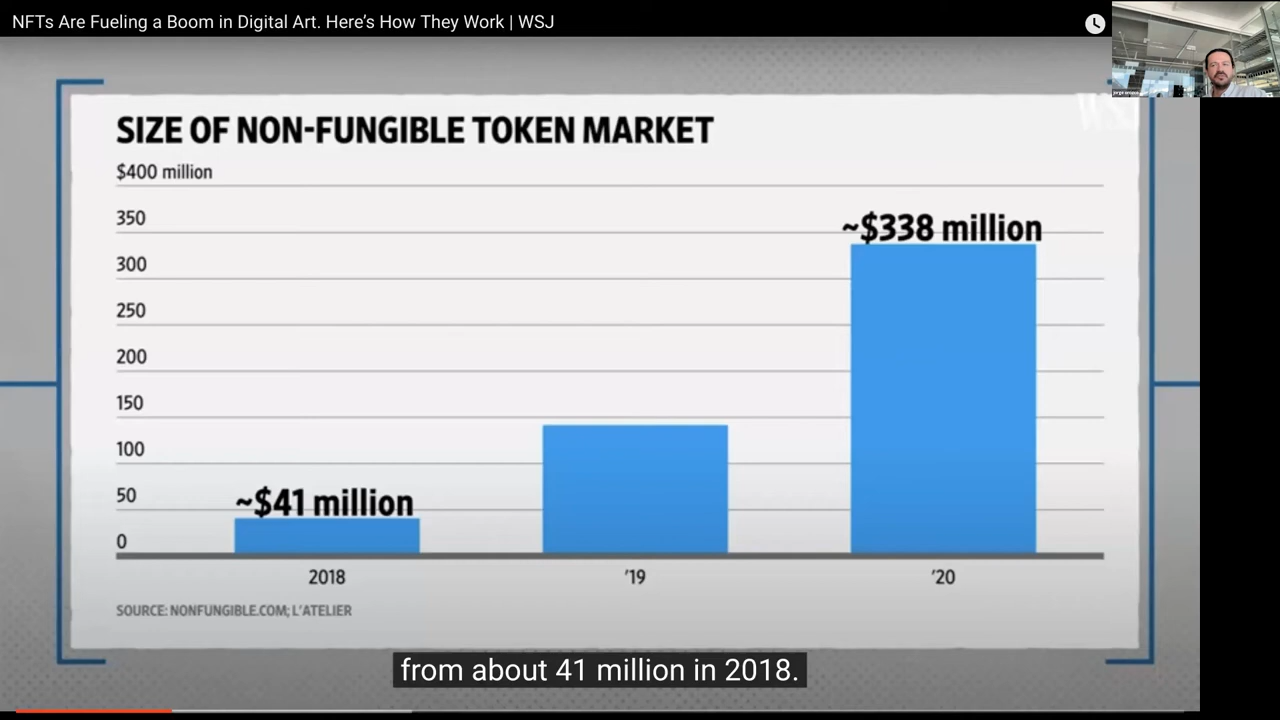 NFTs Are Fueling a Boom in Digital Art. Here's How They Work | WSJ
WSJ
SIZE OF NON-FUNGIBLE TOKEN MARKET
$400 million
350
~$338 million
300
250
200
150
100
50
~$41 million
0
2018
'19
'20
SOURCE: NONFUNGIBLE.COM; L'ATELIER
from about 41 million in 2018.